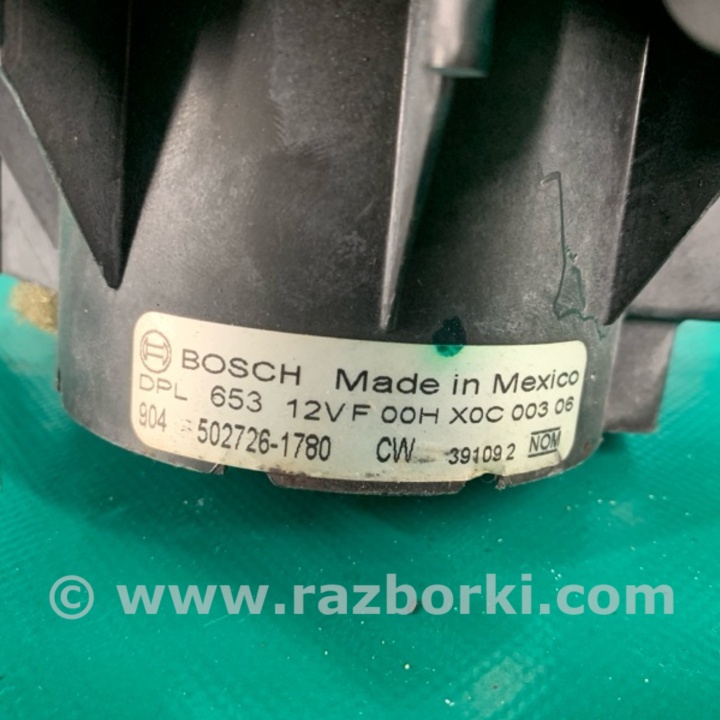 BOSCH Made in Mexico
DPL 653 12V F 00H X0C 003 06
904 502726-1780 CW 391092 NOM
© www.razborki.com